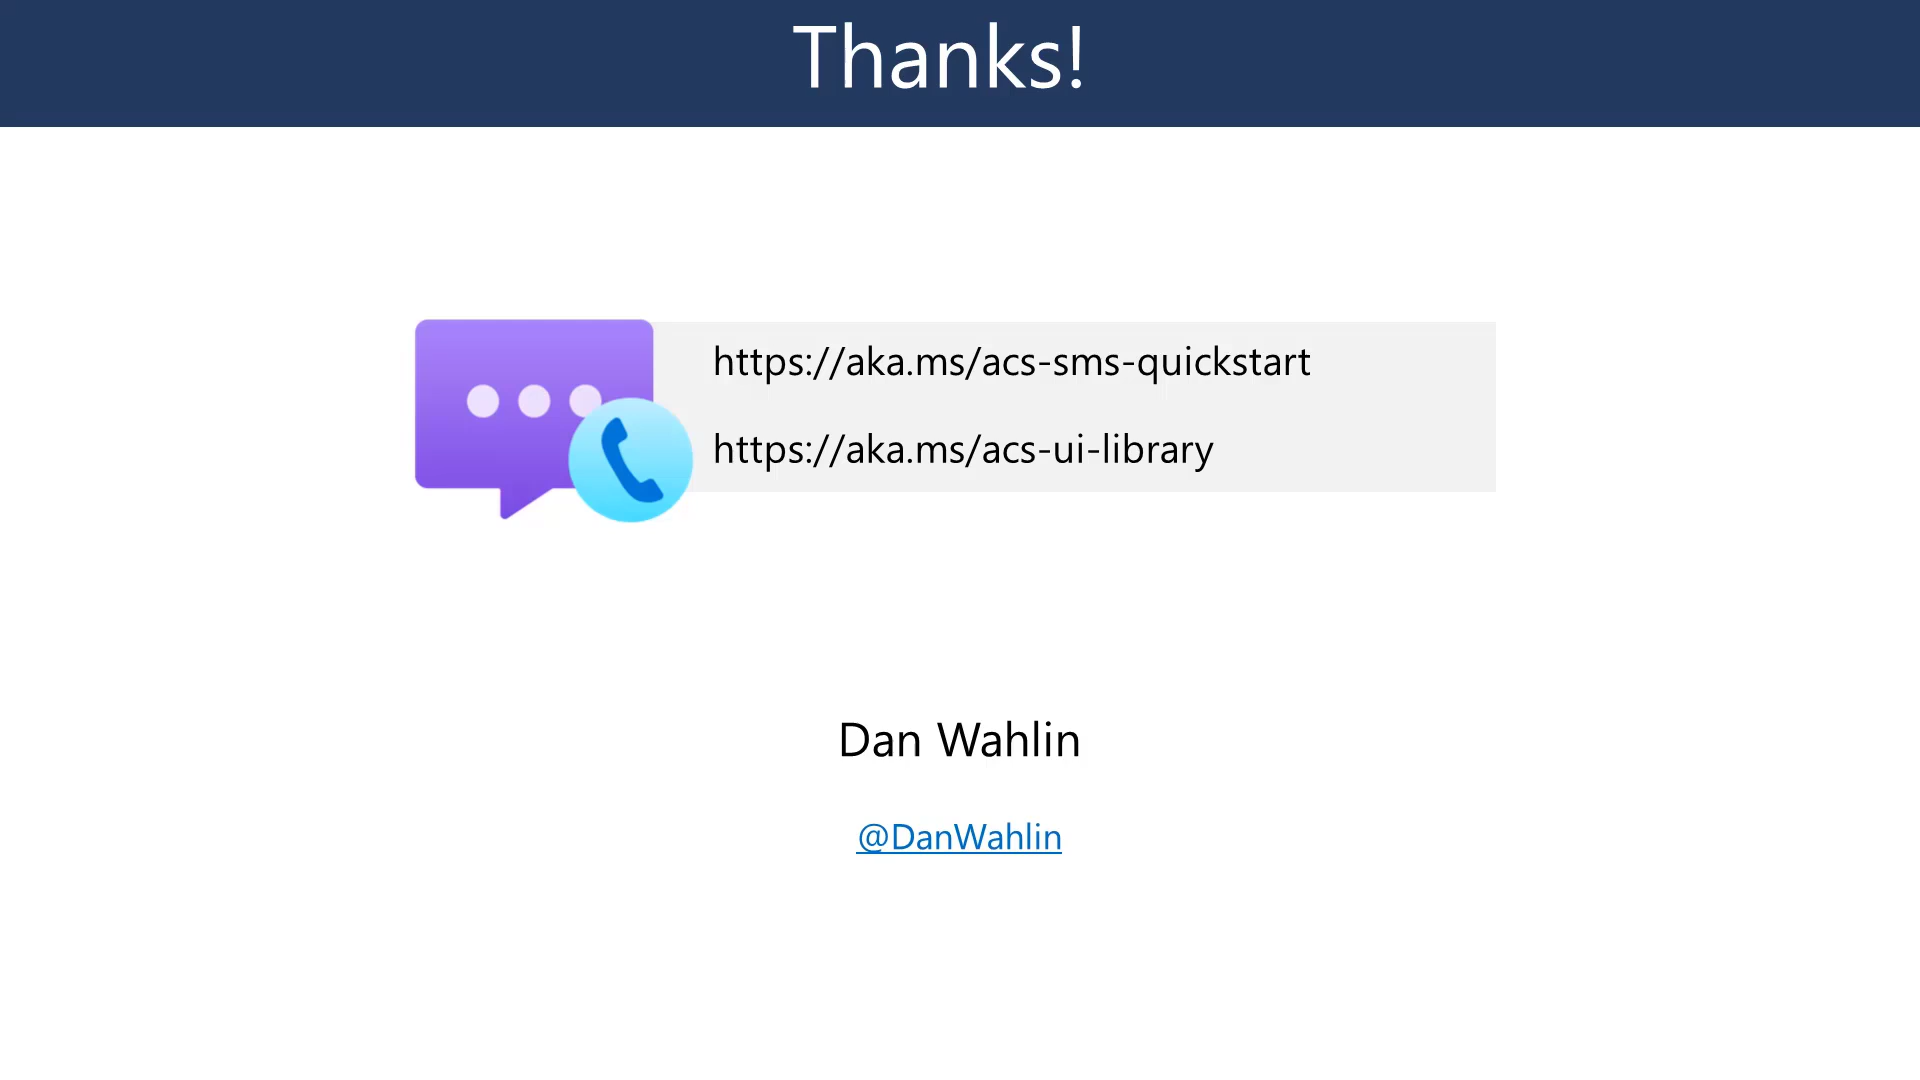 Thanks!
https://aka.ms/acs-sms-quickstart
https://aka.ms/acs-ui-library
Dan Wahlin
@DanWahlin